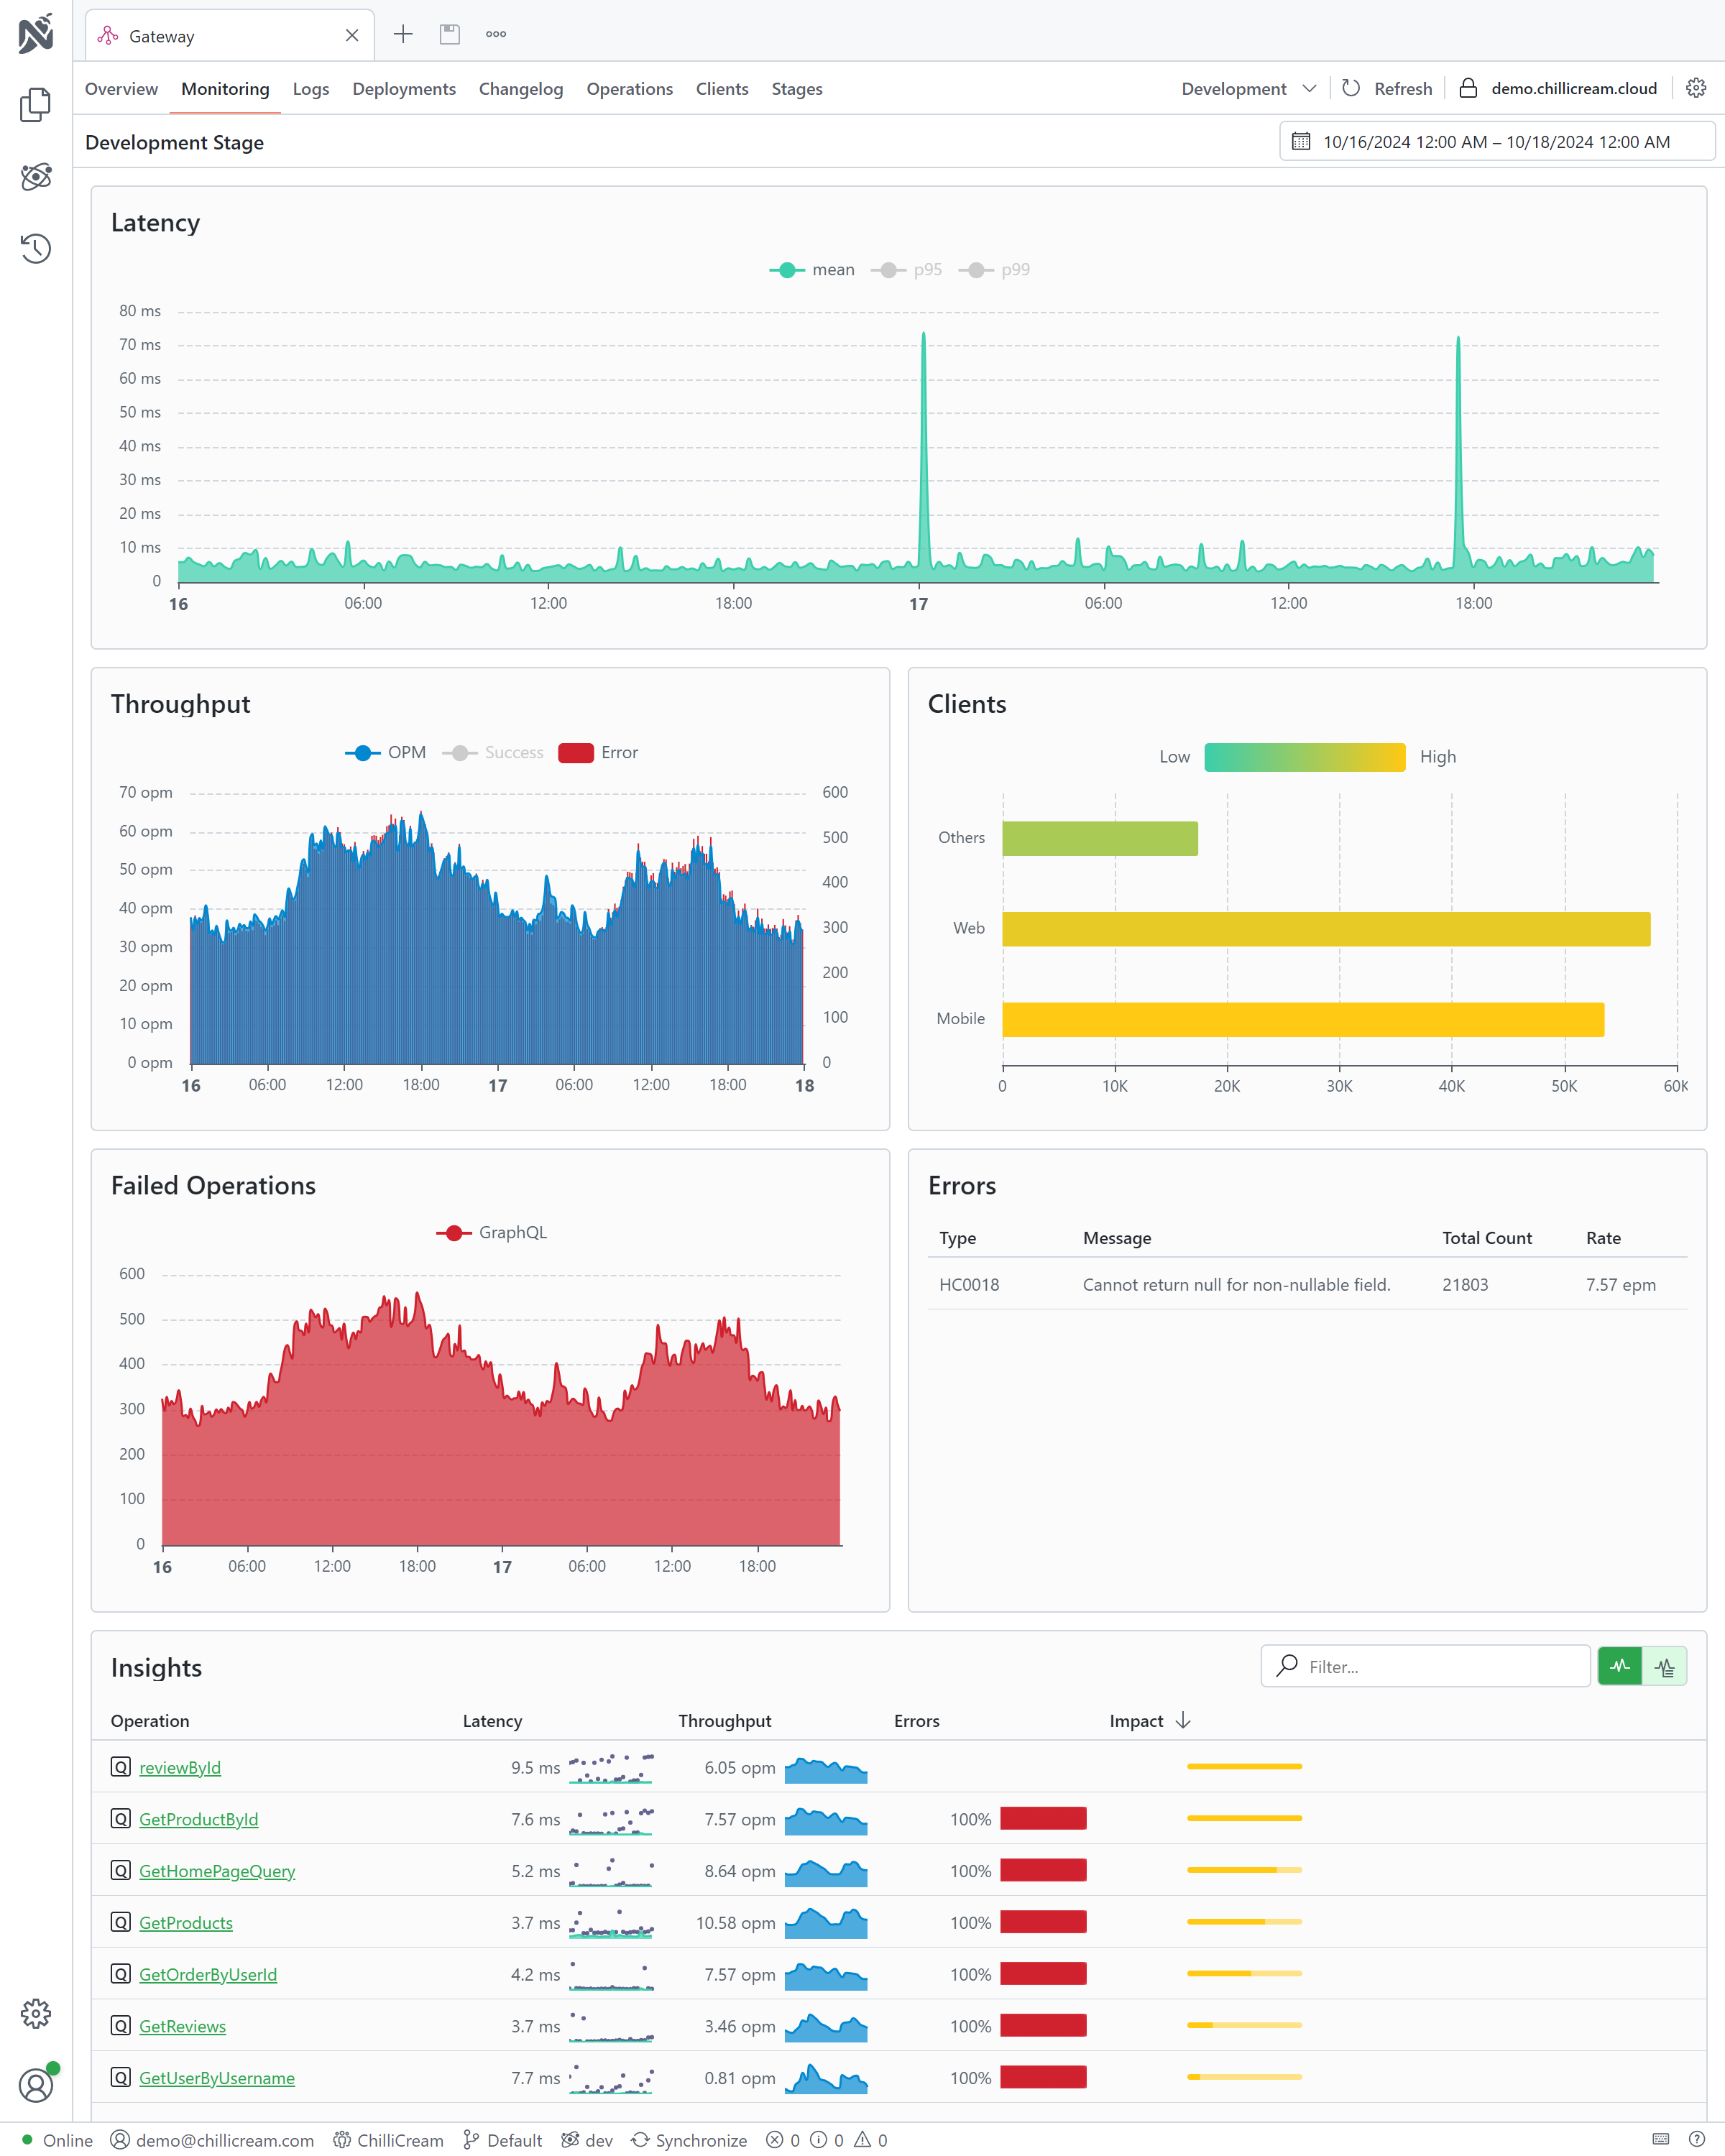 Gateway
Overview Monitoring Logs Deployments Changelog Operations Clients Stages Development Refresh demo.chillicream.cloud
Development Stage 10/16/2024 12:00 AM – 10/18/2024 12:00 AM
Latency
mean p95 p99
80 ms
70 ms
60 ms
50 ms
40 ms
30 ms
20 ms
10 ms
0
16 06:00 12:00 18:00 17 06:00 12:00 18:00
Throughput
OPM Success Error
70 opm 600
60 opm 500
50 opm 400
40 opm 300
30 opm 200
20 opm 100
10 opm 0
0 opm
16 06:00 12:00 18:00 17 06:00 12:00 18:00 18
Clients
Low High
Others
Web
Mobile
0 10K 20K 30K 40K 50K 60K
Failed Operations
GraphQL
600
500
400
300
200
100
0
16 06:00 12:00 18:00 17 06:00 12:00 18:00
Errors
Type Message Total Count Rate
HC0018 Cannot return null for non-nullable field. 21803 7.57 epm
Insights Filter...
Operation Latency Throughput Errors Impact
Q reviewById 9.5 ms 6.05 opm
Q GetProductById 7.6 ms 7.57 opm 100%
Q GetHomePageQuery 5.2 ms 8.64 opm 100%
Q GetProducts 3.7 ms 10.58 opm 100%
Q GetOrderByUserId 4.2 ms 7.57 opm 100%
Q GetReviews 3.7 ms 3.46 opm 100%
Q GetUserByUsername 7.7 ms 0.81 opm 100%
Online demo@chillicream.com ChilliCream Default dev Synchronize 0 0 0